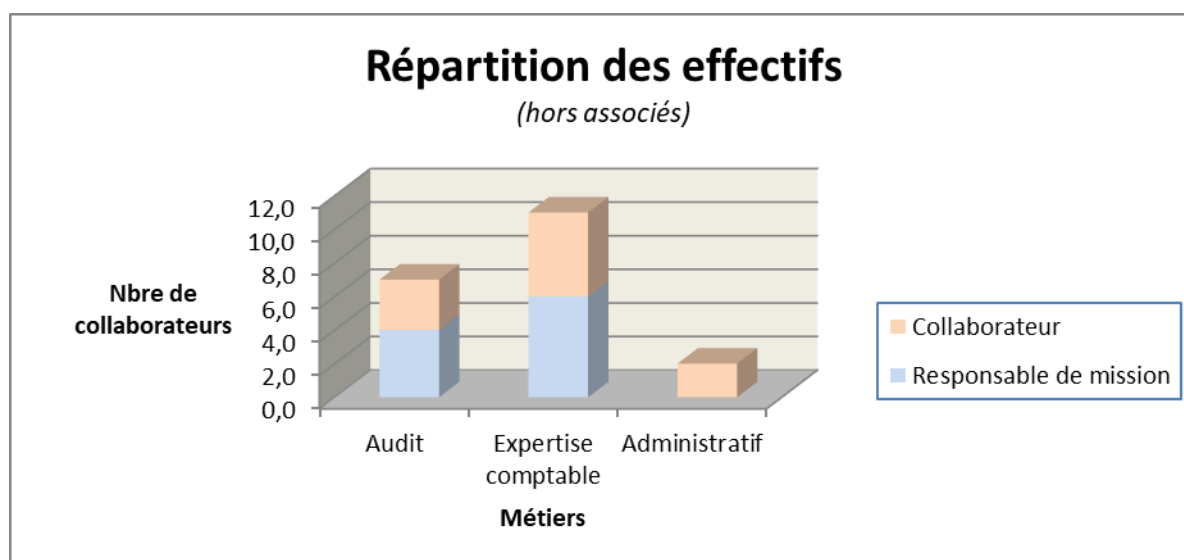 Répartition des effectifs
(hors associés)
Nbre de
collaborateurs
12,0
10,0
8,0
6,0
4,0
2,0
0,0
Audit
Expertise
comptable
Administratif
Métiers
Collaborateur
Responsable de mission